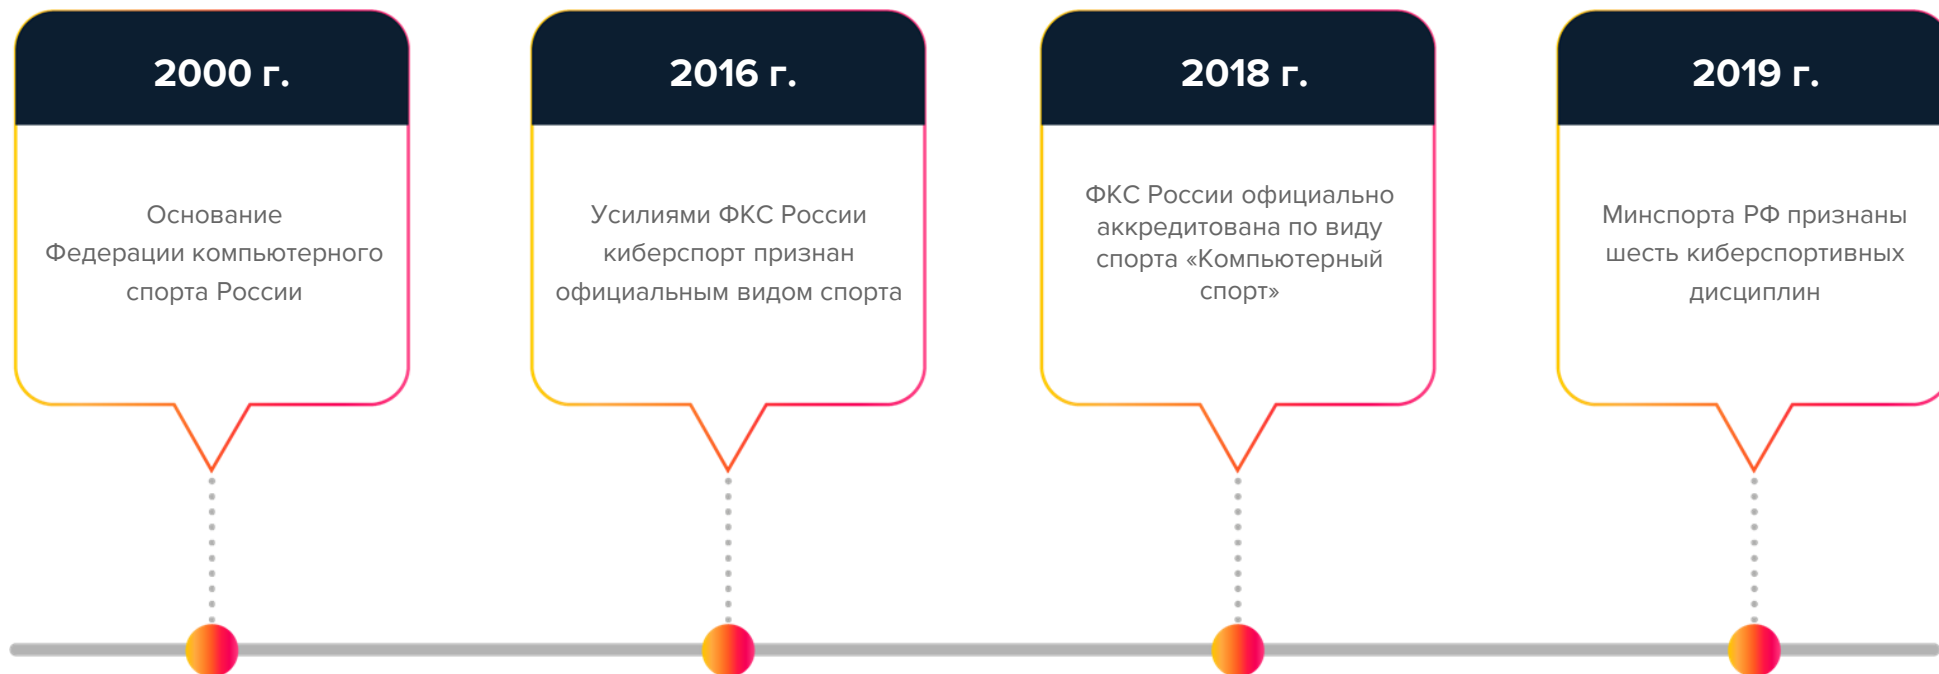 2000 г.
Основание
Федерации компьютерного
спорта России
2016 г.
Усилиями ФКС России
киберспорт признан
официальным видом спорта
2018 г.
ФКС России официально
аккредитована по виду
спорта «Компьютерный
спорт»
2019 г.
Минспорта РФ признаны
шесть киберспортивных
дисциплин